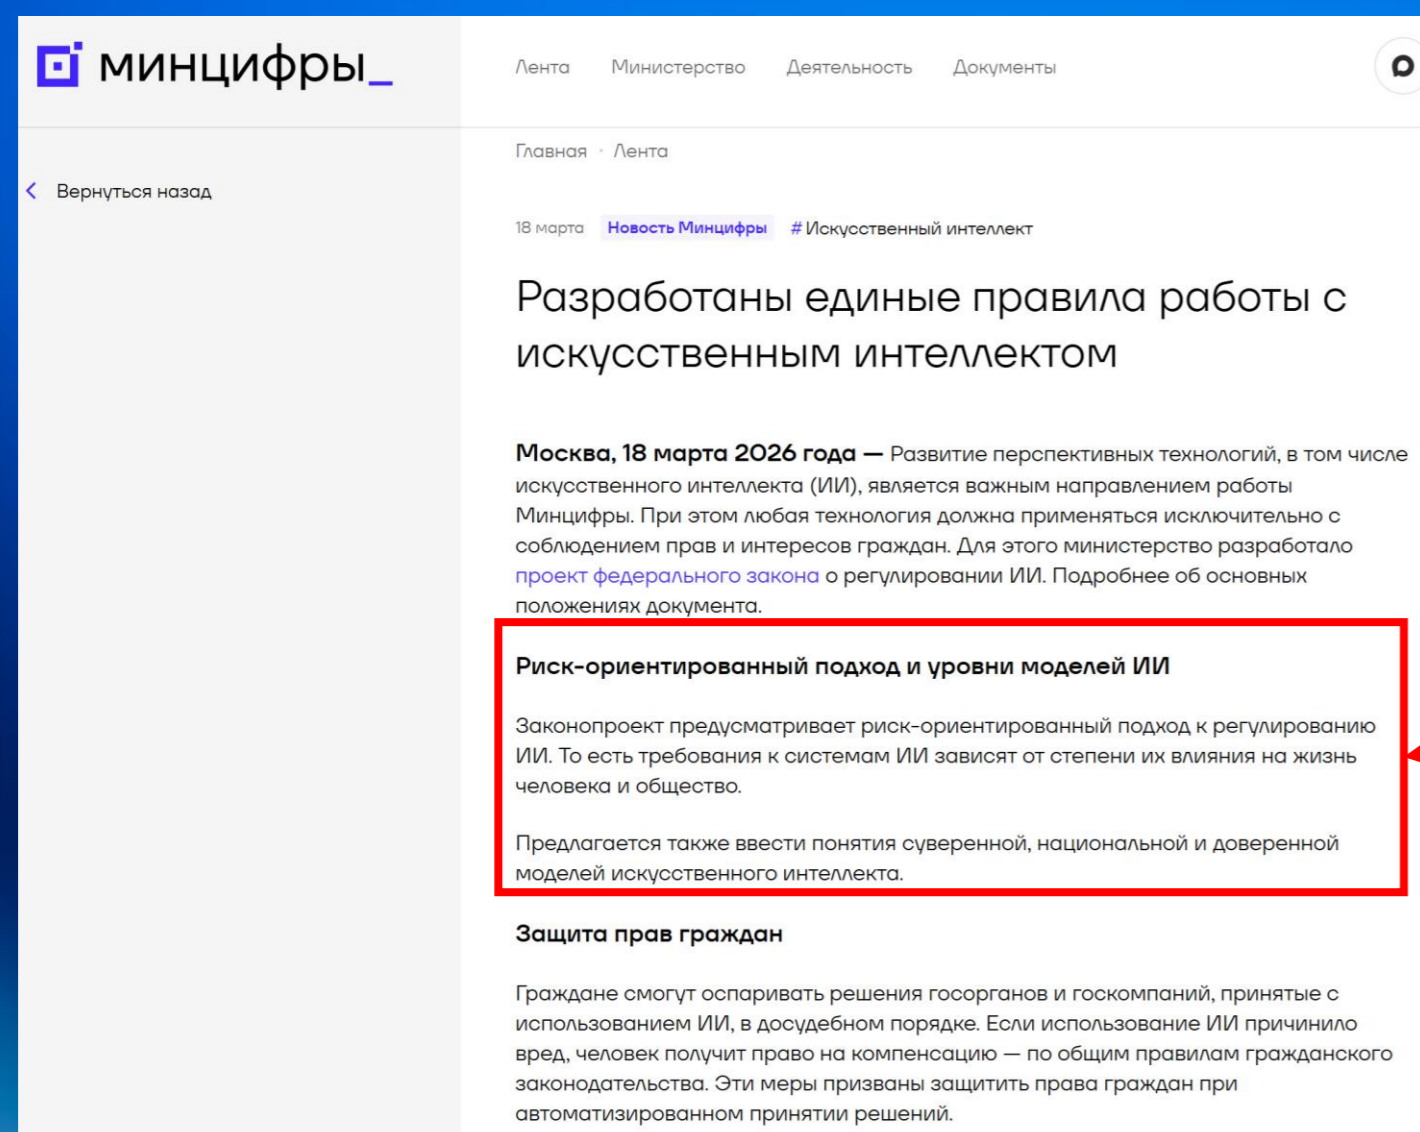 минцифры_
Лента Министерство Деятельность Документы
Главная · Лента
Вернуться назад
18 марта Новость Минцифры # Искусственный интеллект
Разработаны единые правила работы с
искусственным интеллектом
Москва, 18 марта 2026 года — Развитие перспективных технологий, в том числе
искусственного интеллекта (ИИ), является важным направлением работы
Минцифры. При этом любая технология должна применяться исключительно с
соблюдением прав и интересов граждан. Для этого министерство разработало
проект федерального закона о регулировании ИИ. Подробнее об основных
положениях документа.
Риск-ориентированный подход и уровни моделей ИИ
Законопроект предусматривает риск-ориентированный подход к регулированию
ИИ. То есть требования к системам ИИ зависят от степени их влияния на жизнь
человека и общество.
Предлагается также ввести понятия суверенной, национальной и доверенной
моделей искусственного интеллекта.
Защита прав граждан
Граждане смогут оспаривать решения госорганов и госкомпаний, принятые с
использованием ИИ, в досудебном порядке. Если использование ИИ причинило
вред, человек получит право на компенсацию — по общим правилам гражданского
законодательства. Эти меры призваны защитить права граждан при
автоматизированном принятии решений.